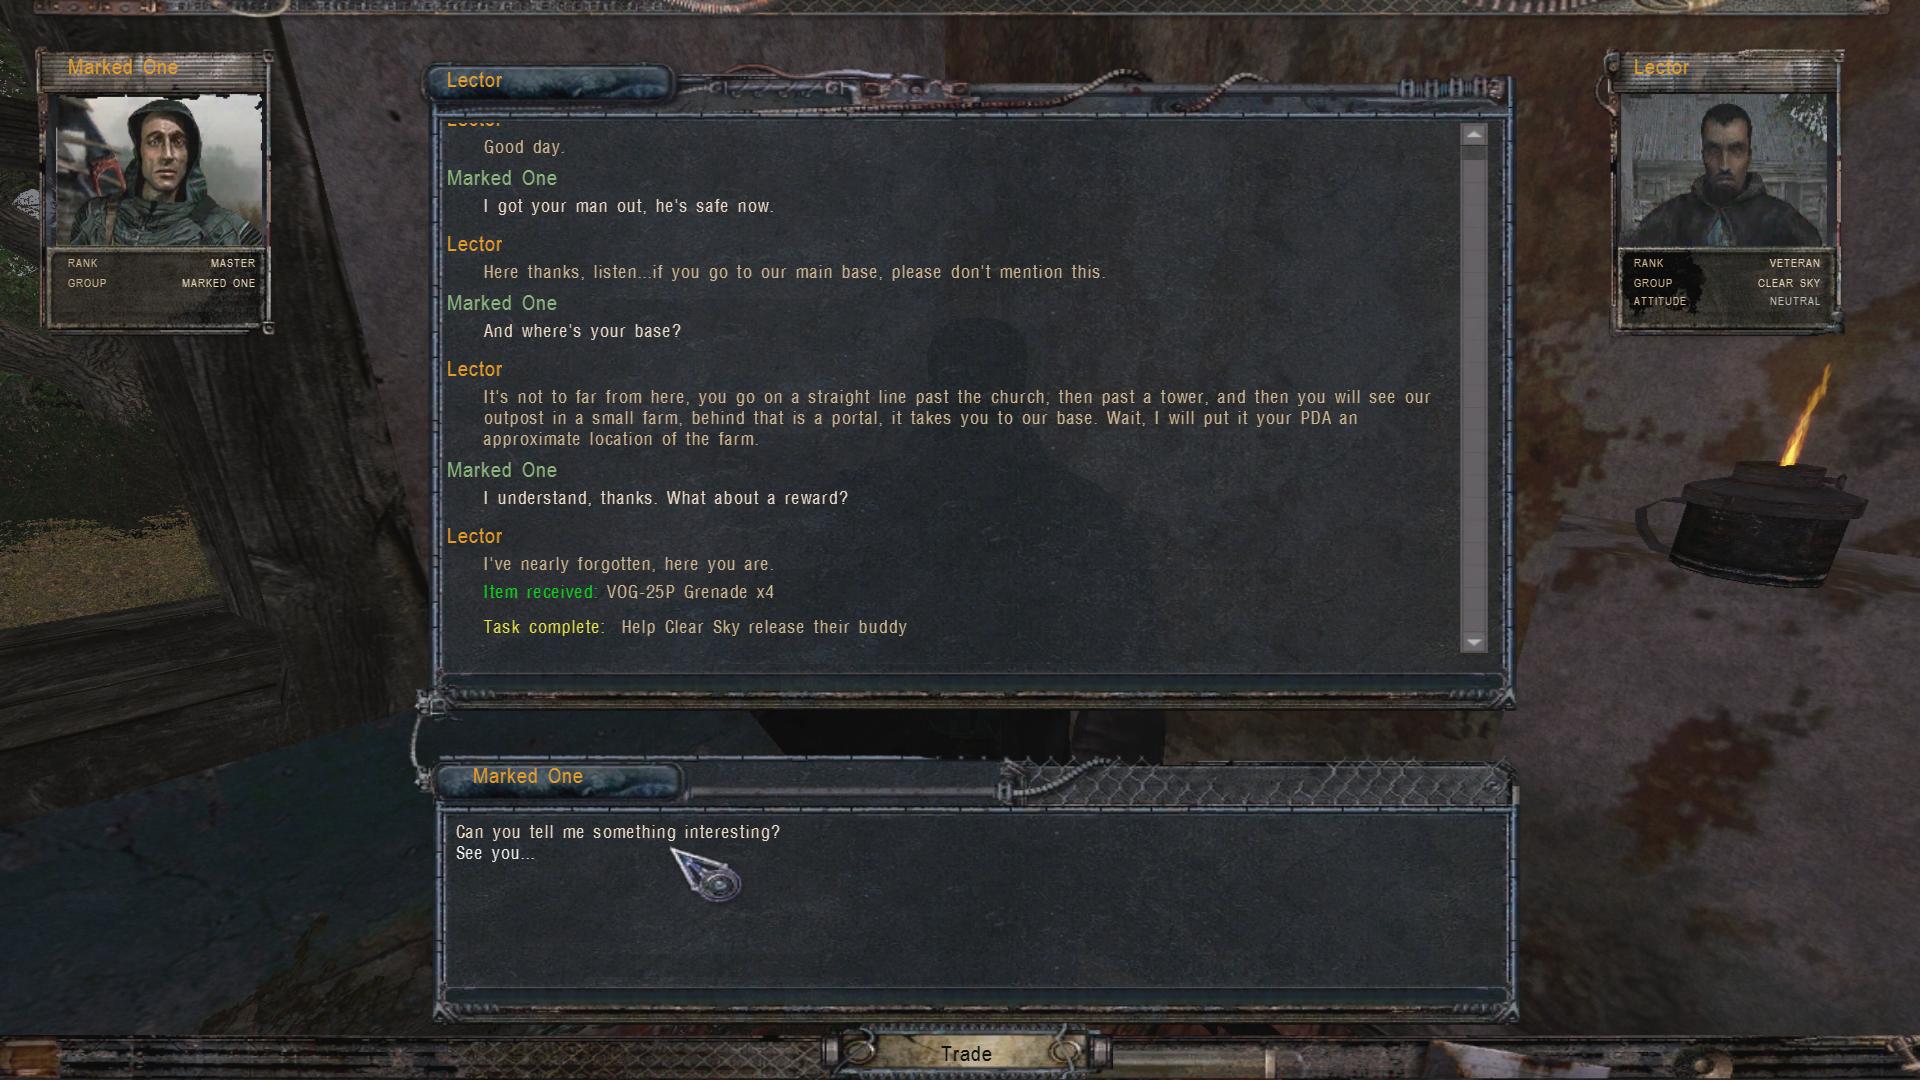 Marked One
RANK MASTER
GROUP MARKED ONE
Lector
Lector
Good day.
Marked One
I got your man out, he's safe now.
Lector
Here thanks, listen...if you go to our main base, please don't mention this.
Marked One
And where's your base?
Lector
It's not to far from here, you go on a straight line past the church, then past a tower, and then you will see our
outpost in a small farm, behind that is a portal, it takes you to our base. Wait, I will put it your PDA an
approximate location of the farm.
Marked One
I understand, thanks. What about a reward?
Lector
I've nearly forgotten, here you are.
Item received: VOG-25P Grenade x4
Task complete: Help Clear Sky release their buddy
Lector
RANK VETERAN
GROUP CLEAR SKY
ATTITUDE NEUTRAL
Marked One
Can you tell me something interesting?
See you...
Trade